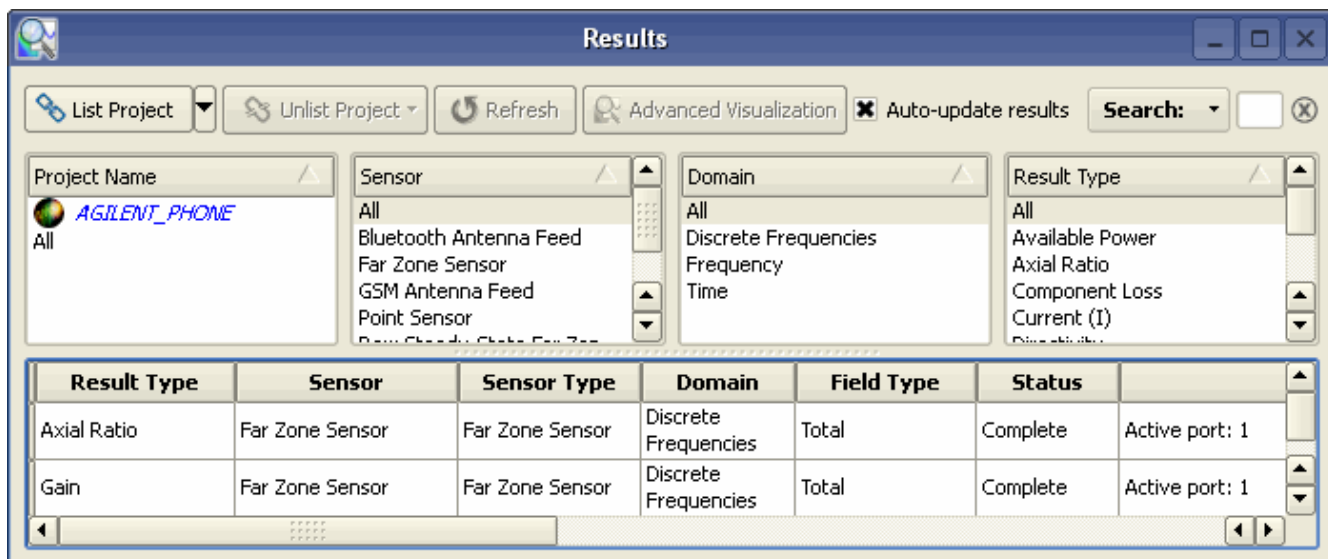 Results
List Project Unlist Project Refresh Advanced Visualization Auto-update results Search:
Project Name
AGILENT_PHONE
All
Sensor
All
Bluetooth Antenna Feed
Far Zone Sensor
GSM Antenna Feed
Point Sensor
Domain
All
Discrete Frequencies
Frequency
Time
Result Type
All
Available Power
Axial Ratio
Component Loss
Current (I)
Result Type Sensor Sensor Type Domain Field Type Status
Axial Ratio Far Zone Sensor Far Zone Sensor Discrete Frequencies Total Complete Active port: 1
Gain Far Zone Sensor Far Zone Sensor Discrete Frequencies Total Complete Active port: 1